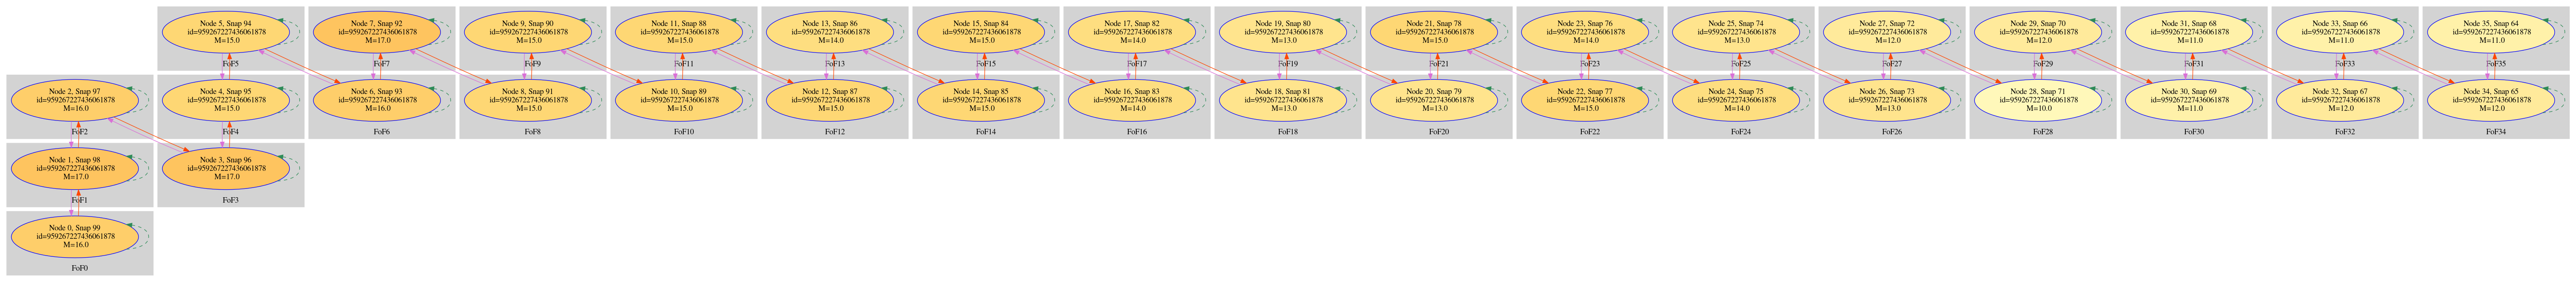 Node 5, Snap 94
id=959267227436061878
M=15.0
FoF5
Node 7, Snap 92
id=959267227436061878
M=17.0
FoF7
Node 9, Snap 90
id=959267227436061878
M=15.0
FoF9
Node 11, Snap 88
id=959267227436061878
M=15.0
FoF11
Node 13, Snap 86
id=959267227436061878
M=14.0
FoF13
Node 15, Snap 84
id=959267227436061878
M=15.0
FoF15
Node 17, Snap 82
id=959267227436061878
M=14.0
FoF17
Node 19, Snap 80
id=959267227436061878
M=13.0
FoF19
Node 21, Snap 78
id=959267227436061878
M=15.0
FoF21
Node 23, Snap 76
id=959267227436061878
M=14.0
FoF23
Node 25, Snap 74
id=959267227436061878
M=13.0
FoF25
Node 27, Snap 72
id=959267227436061878
M=12.0
FoF27
Node 29, Snap 70
id=959267227436061878
M=12.0
FoF29
Node 31, Snap 68
id=959267227436061878
M=11.0
FoF31
Node 33, Snap 66
id=959267227436061878
M=11.0
FoF33
Node 35, Snap 64
id=959267227436061878
M=11.0
FoF35
Node 2, Snap 97
id=959267227436061878
M=16.0
FoF2
Node 4, Snap 95
id=959267227436061878
M=15.0
FoF4
Node 6, Snap 93
id=959267227436061878
M=16.0
FoF6
Node 8, Snap 91
id=959267227436061878
M=15.0
FoF8
Node 10, Snap 89
id=959267227436061878
M=15.0
FoF10
Node 12, Snap 87
id=959267227436061878
M=15.0
FoF12
Node 14, Snap 85
id=959267227436061878
M=15.0
FoF14
Node 16, Snap 83
id=959267227436061878
M=14.0
FoF16
Node 18, Snap 81
id=959267227436061878
M=13.0
FoF18
Node 20, Snap 79
id=959267227436061878
M=13.0
FoF20
Node 22, Snap 77
id=959267227436061878
M=15.0
FoF22
Node 24, Snap 75
id=959267227436061878
M=14.0
FoF24
Node 26, Snap 73
id=959267227436061878
M=13.0
FoF26
Node 28, Snap 71
id=959267227436061878
M=10.0
FoF28
Node 30, Snap 69
id=959267227436061878
M=11.0
FoF30
Node 32, Snap 67
id=959267227436061878
M=12.0
FoF32
Node 34, Snap 65
id=959267227436061878
M=12.0
FoF34
Node 1, Snap 98
id=959267227436061878
M=17.0
FoF1
Node 3, Snap 96
id=959267227436061878
M=17.0
FoF3
Node 0, Snap 99
id=959267227436061878
M=16.0
FoF0